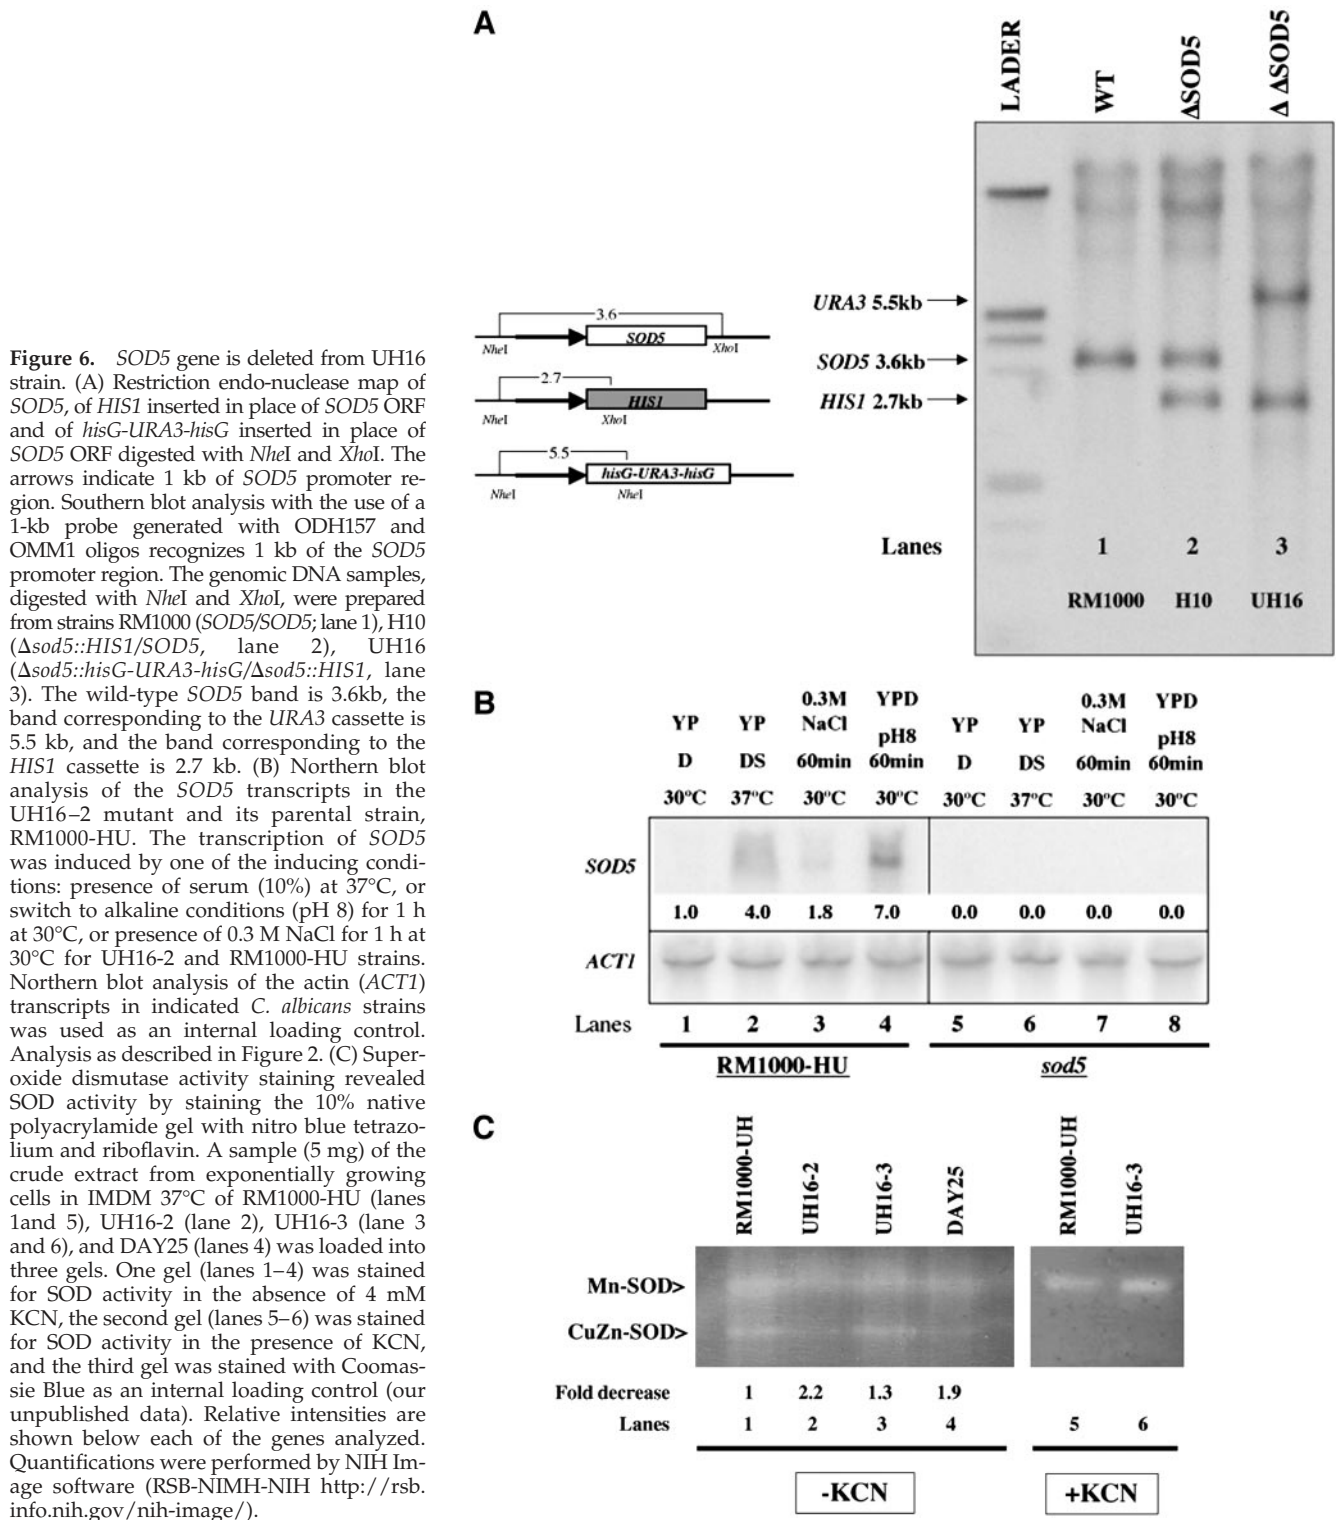 Figure 6. SOD5 gene is deleted from UH16
strain. (A) Restriction endo-nuclease map of
SOD5, of HIS1 inserted in place of SOD5 ORF
and of hisG-URA3-hisG inserted in place of
SOD5 ORF digested with NheI and XhoI. The
arrows indicate 1 kb of SOD5 promoter re-
gion. Southern blot analysis with the use of a
1-kb probe generated with ODH157 and
OMM1 oligos recognizes 1 kb of the SOD5
promoter region. The genomic DNA samples,
digested with NheI and XhoI, were prepared
from strains RM1000 (SOD5/SOD5; lane 1), H10
(Δsod5::HIS1/SOD5, lane 2), UH16
(Δsod5::hisG-URA3-hisG/Δsod5::HIS1, lane
3). The wild-type SOD5 band is 3.6kb, the
band corresponding to the URA3 cassette is
5.5 kb, and the band corresponding to the
HIS1 cassette is 2.7 kb. (B) Northern blot
analysis of the SOD5 transcripts in the
UH16–2 mutant and its parental strain,
RM1000-HU. The transcription of SOD5
was induced by one of the inducing condi-
tions: presence of serum (10%) at 37°C, or
switch to alkaline conditions (pH 8) for 1 h
at 30°C, or presence of 0.3 M NaCl for 1 h at
30°C for UH16-2 and RM1000-HU strains.
Northern blot analysis of the actin (ACT1)
transcripts in indicated C. albicans strains
was used as an internal loading control.
Analysis as described in Figure 2. (C) Super-
oxide dismutase activity staining revealed
SOD activity by staining the 10% native
polyacrylamide gel with nitro blue tetrazo-
lium and riboflavin. A sample (5 mg) of the
crude extract from exponentially growing
cells in IMDM 37°C of RM1000-HU (lanes
1and 5), UH16-2 (lane 2), UH16-3 (lane 3
and 6), and DAY25 (lanes 4) was loaded into
three gels. One gel (lanes 1–4) was stained
for SOD activity in the absence of 4 mM
KCN, the second gel (lanes 5–6) was stained
for SOD activity in the presence of KCN,
and the third gel was stained with Coomas-
sie Blue as an internal loading control (our
unpublished data). Relative intensities are
shown below each of the genes analyzed.
Quantifications were performed by NIH Im-
age software (RSB-NIMH-NIH http://rsb.
info.nih.gov/nih-image/).
A
LADER WT ΔSOD5 Δ ΔSOD5
3.6
NheI SOD5 XhoI
2.7
HIS1
NheI XhoI
5.5
hisG-URA3-hisG
NheI NheI
URA3 5.5kb
SOD5 3.6kb
HIS1 2.7kb
Lanes 1 2 3
RM1000 H10 UH16
B
YP YP 0.3M YPD YP YP 0.3M YPD
NaCl pH8 NaCl pH8
D DS 60min 60min D DS 60min 60min
30°C 37°C 30°C 30°C 30°C 37°C 30°C 30°C
SOD5
1.0 4.0 1.8 7.0 0.0 0.0 0.0 0.0
ACT1
Lanes 1 2 3 4 5 6 7 8
RM1000-HU sod5
C
RM1000-UH UH16-2 UH16-3 DAY25 RM1000-UH UH16-3
Mn-SOD>
CuZn-SOD>
Fold decrease 1 2.2 1.3 1.9
Lanes 1 2 3 4 5 6
-KCN +KCN